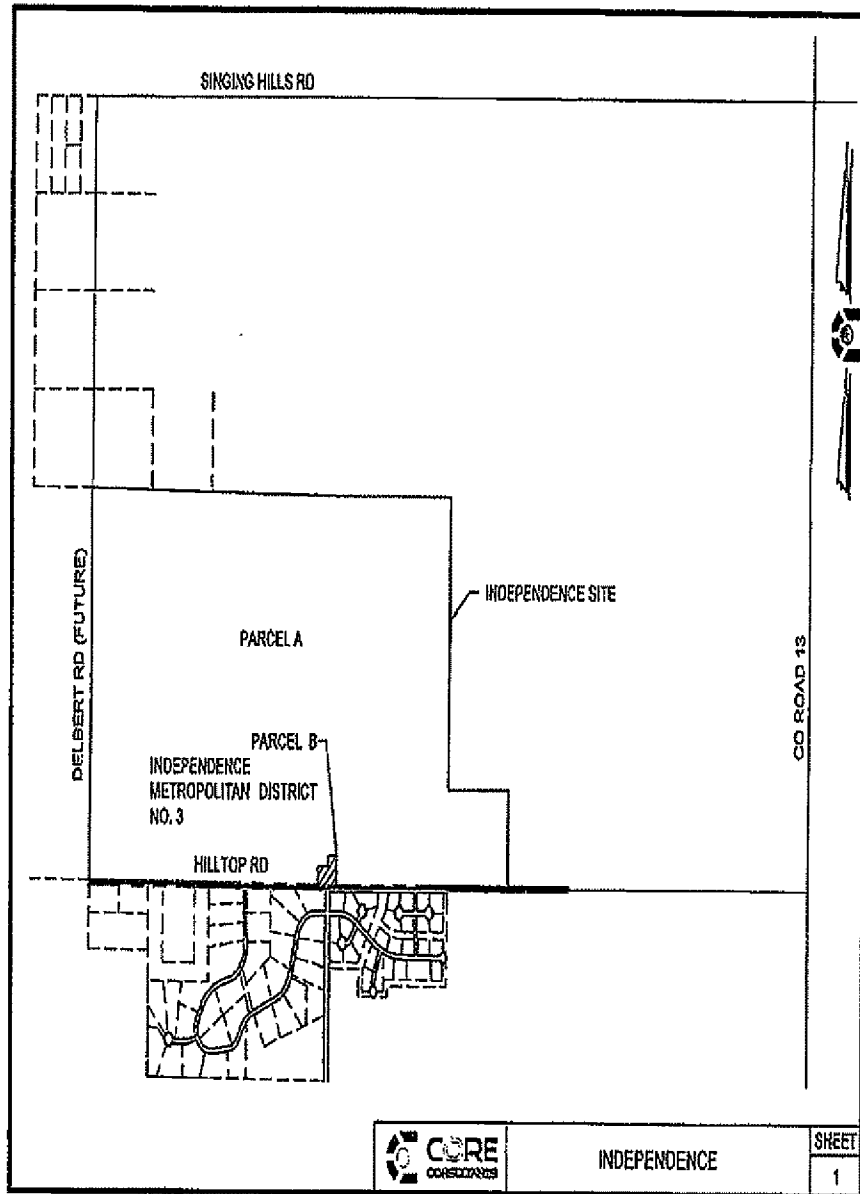 SINGING HILLS RD
INDEPENDENCE SITE
DELBERT RD (FUTURE)
PARCEL A
CO ROAD 13
PARCEL B
INDEPENDENCE
METROPOLITAN DISTRICT
NO. 3
HILLTOP RD
CORE
CONSULTANTS
INDEPENDENCE
SHEET
1